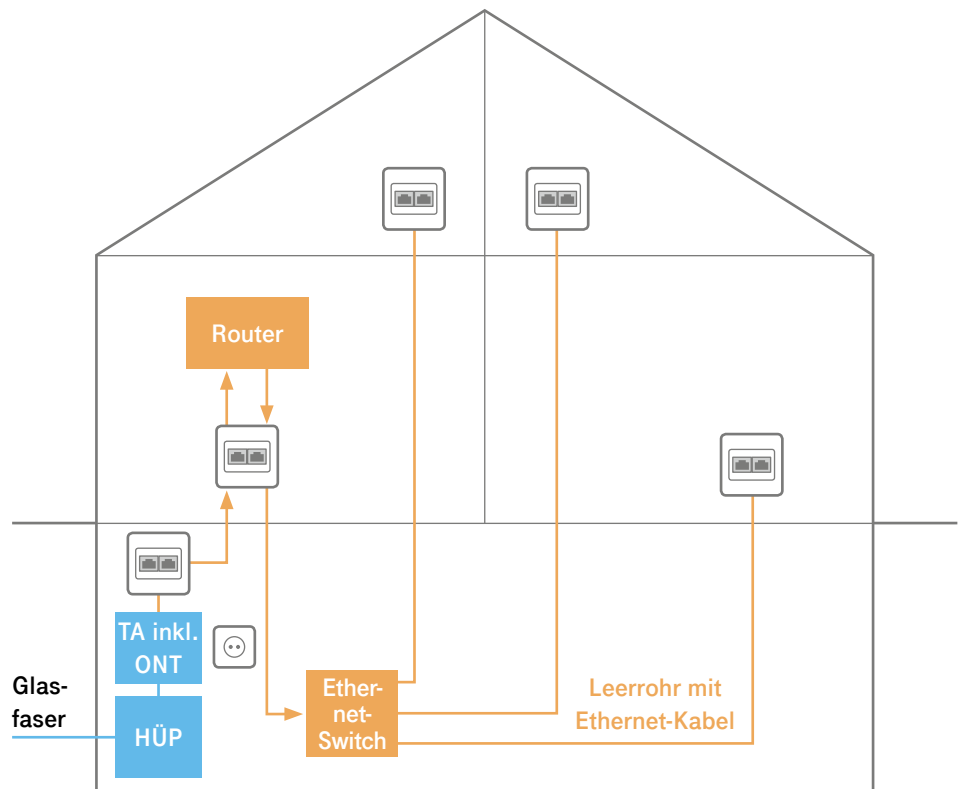 Router
TA inkl.
ONT
Glas-
faser
HÜP
Ether-
net-
Switch
Leerrohr mit
Ethernet-Kabel